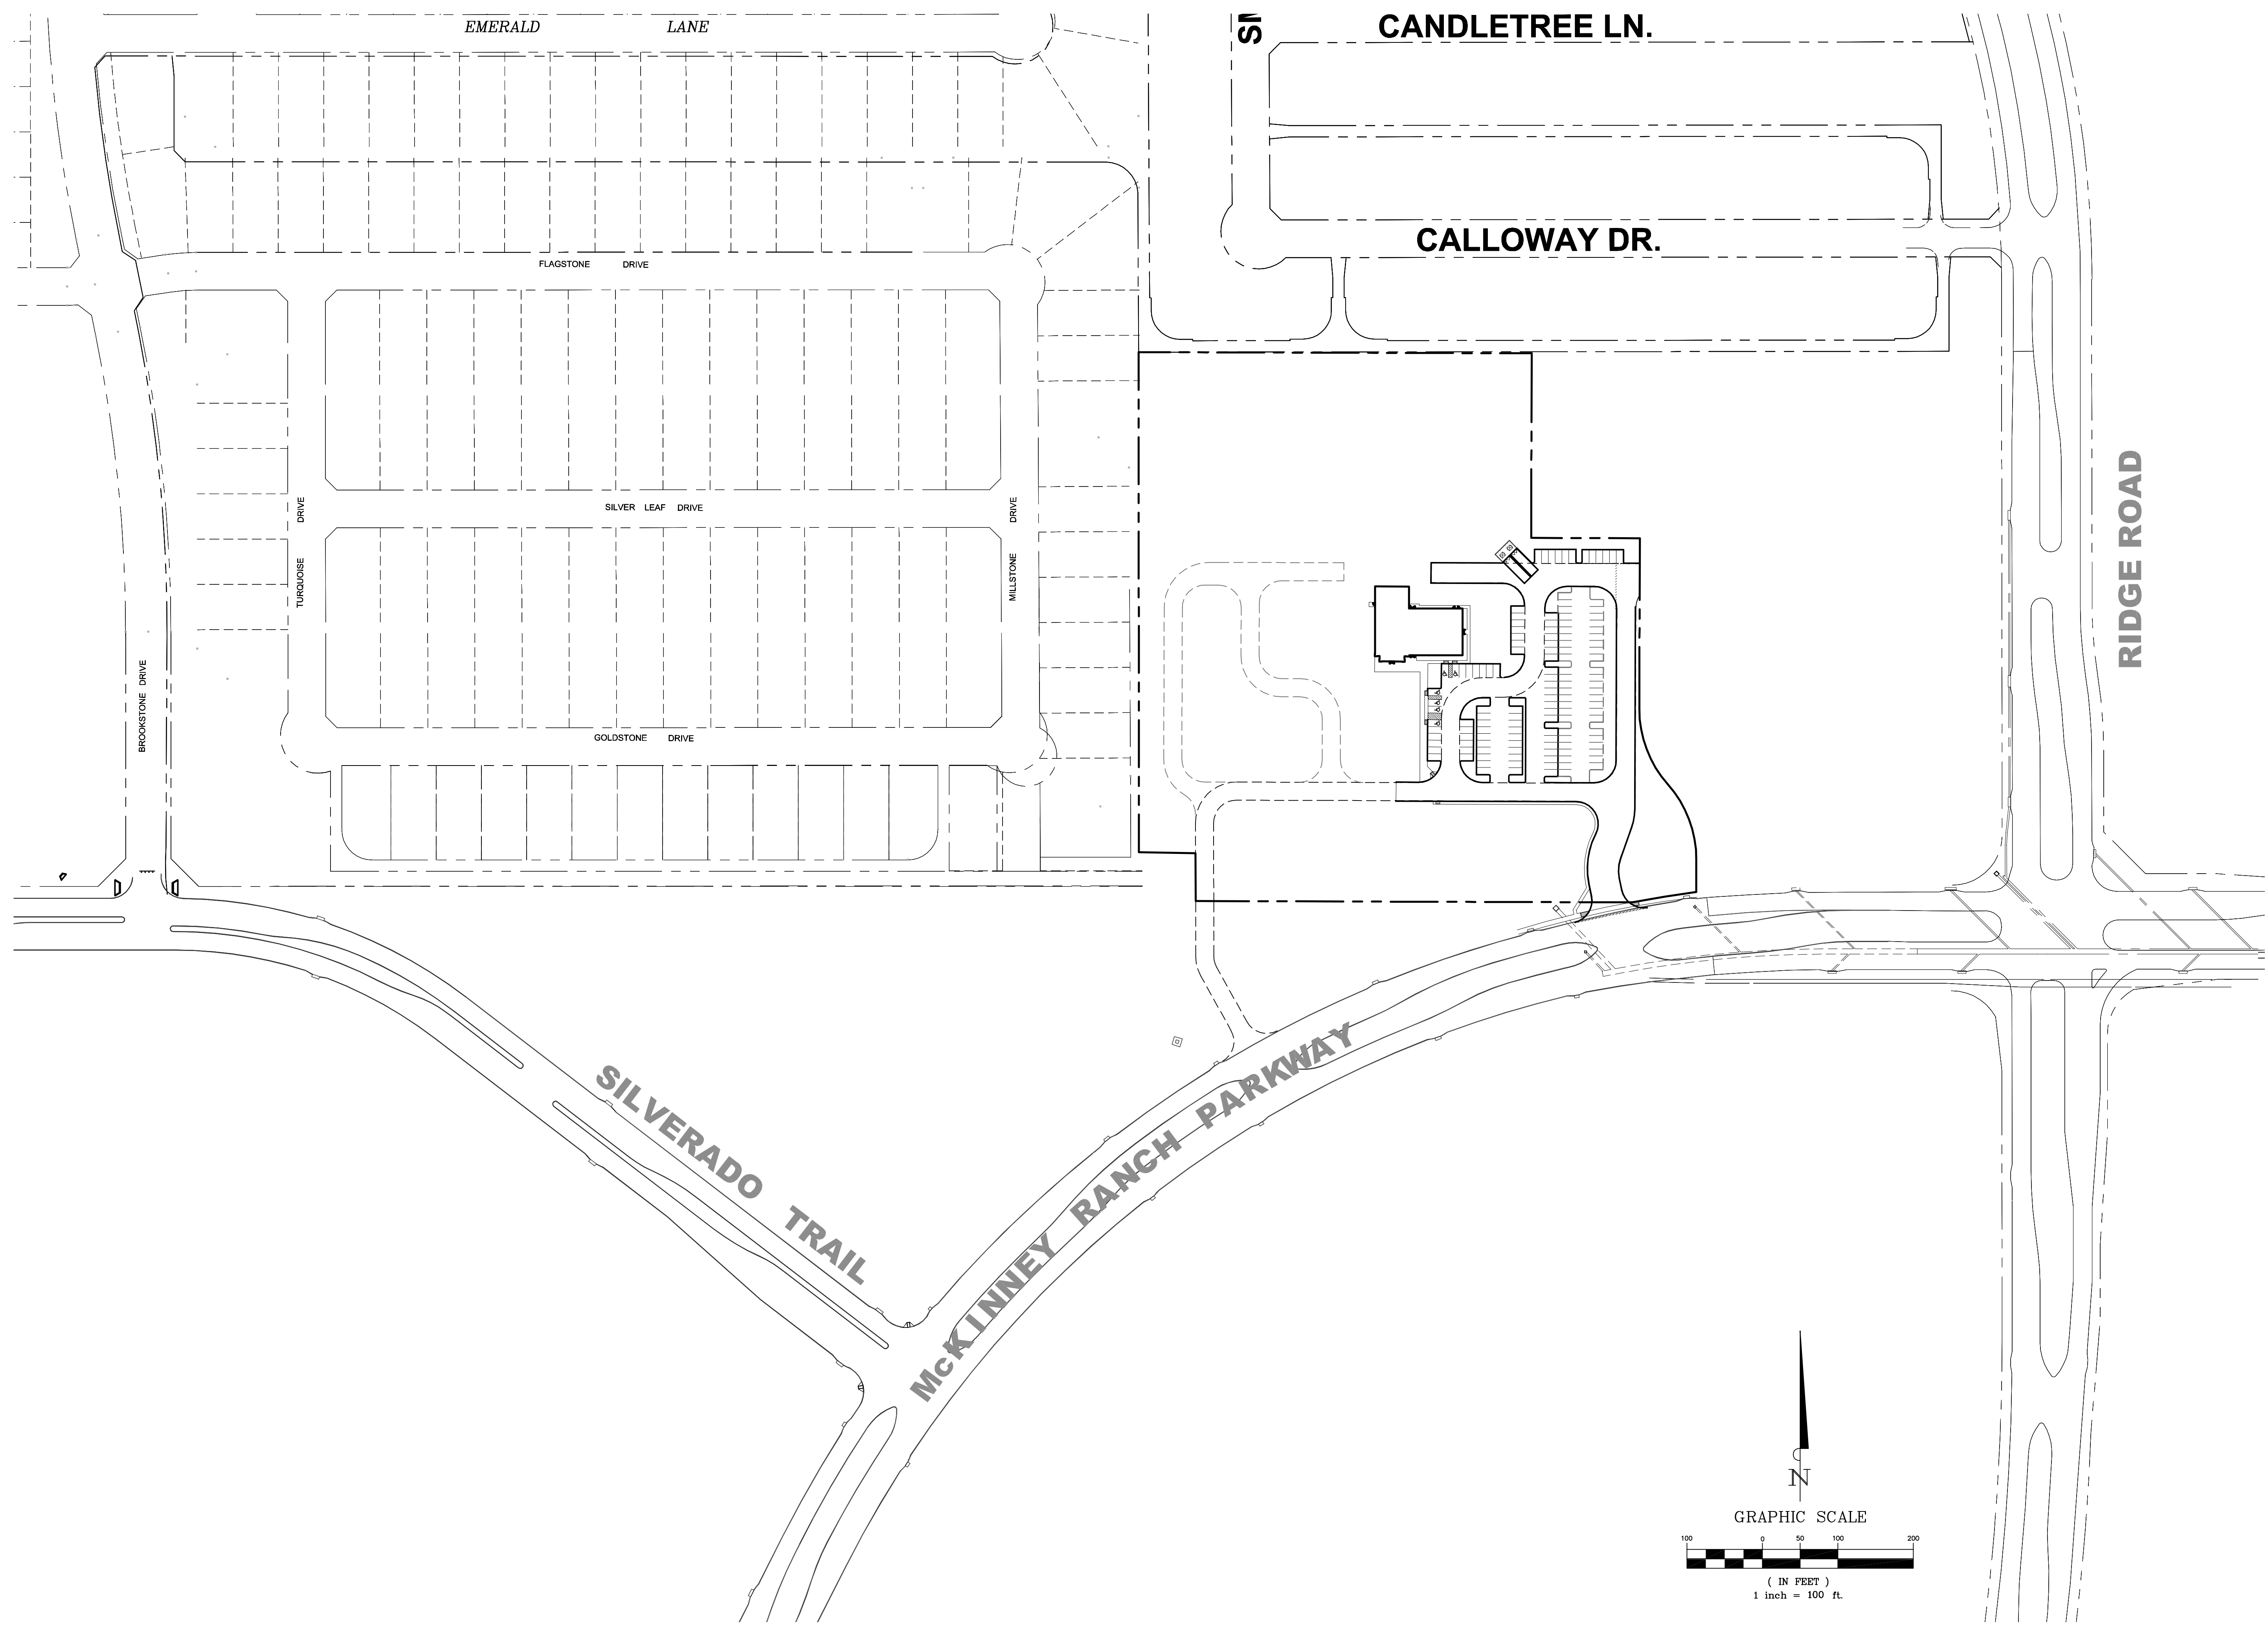 EMERALD LANE
CANDLETREE LN.
CALLOWAY DR.
FLAGSTONE DRIVE
SILVER LEAF DRIVE
TURQUOISE DRIVE
MILLSTONE DRIVE
RIDGE ROAD
BROOKSTONE DRIVE
GOLDSTONE DRIVE
SILVERADO TRAIL
McKINNEY RANCH PARKWAY
N
GRAPHIC SCALE
100 0 50 100 200
( IN FEET )
1 inch = 100 ft.